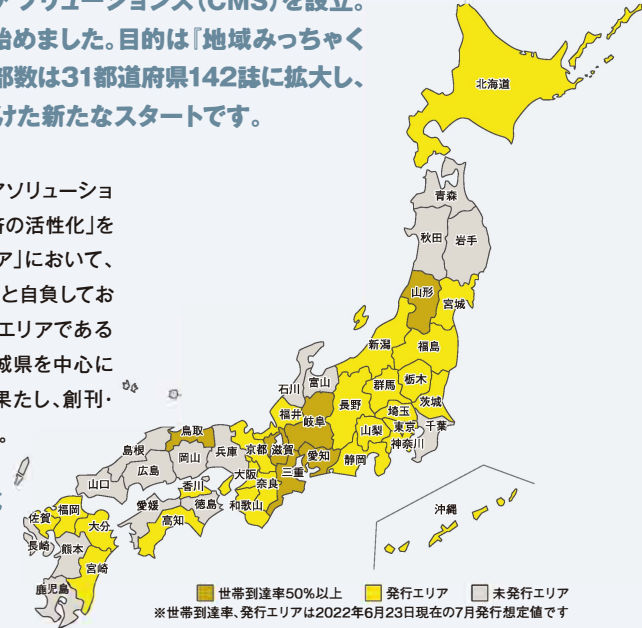 ア ソリューションズ(CMS)を設立。
始めました。目的は『地域みっちゃく
部数は31都道府県142誌に拡大し、
けた新たなスタートです。
アソリューショ
済の活性化」を
ア」において、
と自負してお
エリアである
城県を中心に
果たし、創刊・
。
北海道
青森
秋田
岩手
山形
宮城
新潟
福島
石川
富山
福井
岐阜
長野
群馬
栃木
茨城
埼玉
東京
千葉
神奈川
山梨
静岡
愛知
三重
滋賀
京都
大阪
奈良
和歌山
兵庫
鳥取
岡山
島根
広島
山口
香川
徳島
愛媛
高知
福岡
佐賀
大分
長崎
熊本
宮崎
鹿児島
沖縄
世帯到達率50%以上 発行エリア 未発行エリア
※世帯到達率、発行エリアは2022年6月23日現在の7月発行想定値です